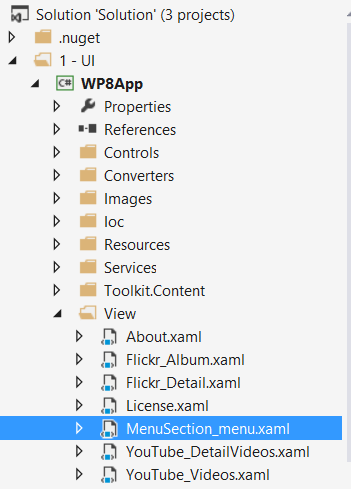 Solution 'Solution' (3 projects)
.nuget
1 - UI
C# WP8App
Properties
References
Controls
Converters
Images
Ioc
Resources
Services
Toolkit.Content
View
About.xaml
Flickr_Album.xaml
Flickr_Detail.xaml
License.xaml
MenuSection_menu.xaml
YouTube_DetailVideos.xaml
YouTube_Videos.xaml